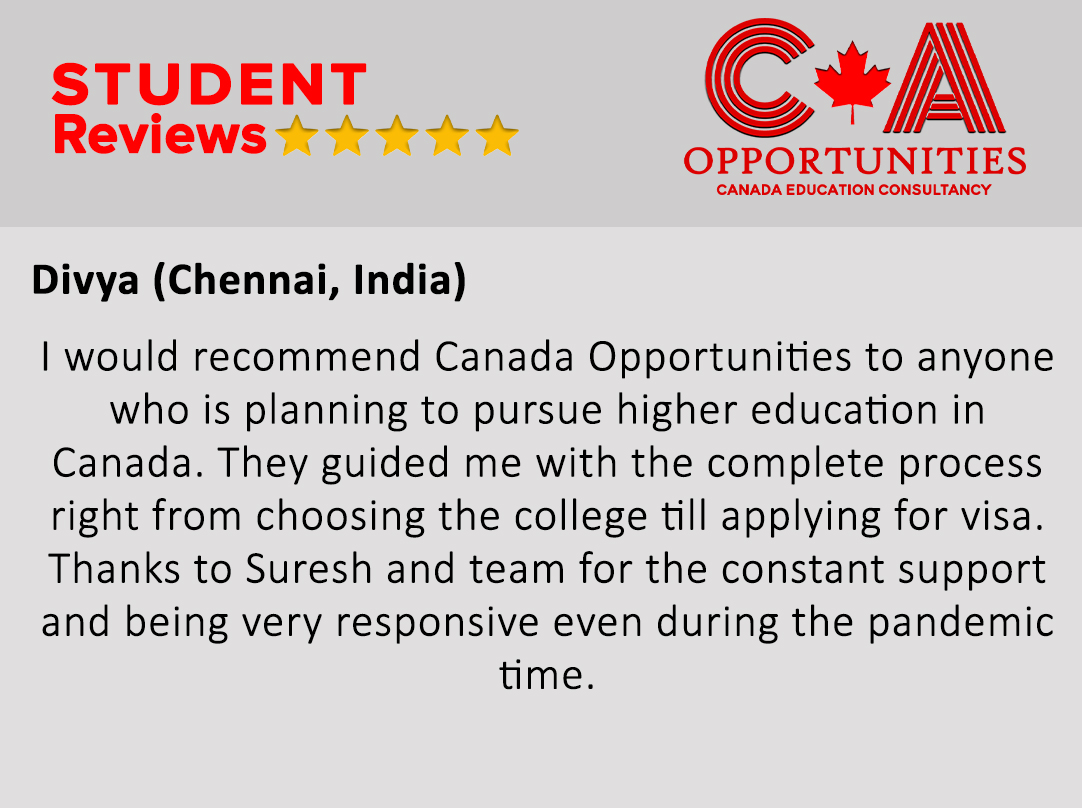 STUDENT
Reviews
CA
OPPORTUNITIES
CANADA EDUCATION CONSULTANCY
Divya (Chennai, India)
I would recommend Canada Opportunities to anyone
who is planning to pursue higher education in
Canada. They guided me with the complete process
right from choosing the college till applying for visa.
Thanks to Suresh and team for the constant support
and being very responsive even during the pandemic
time.